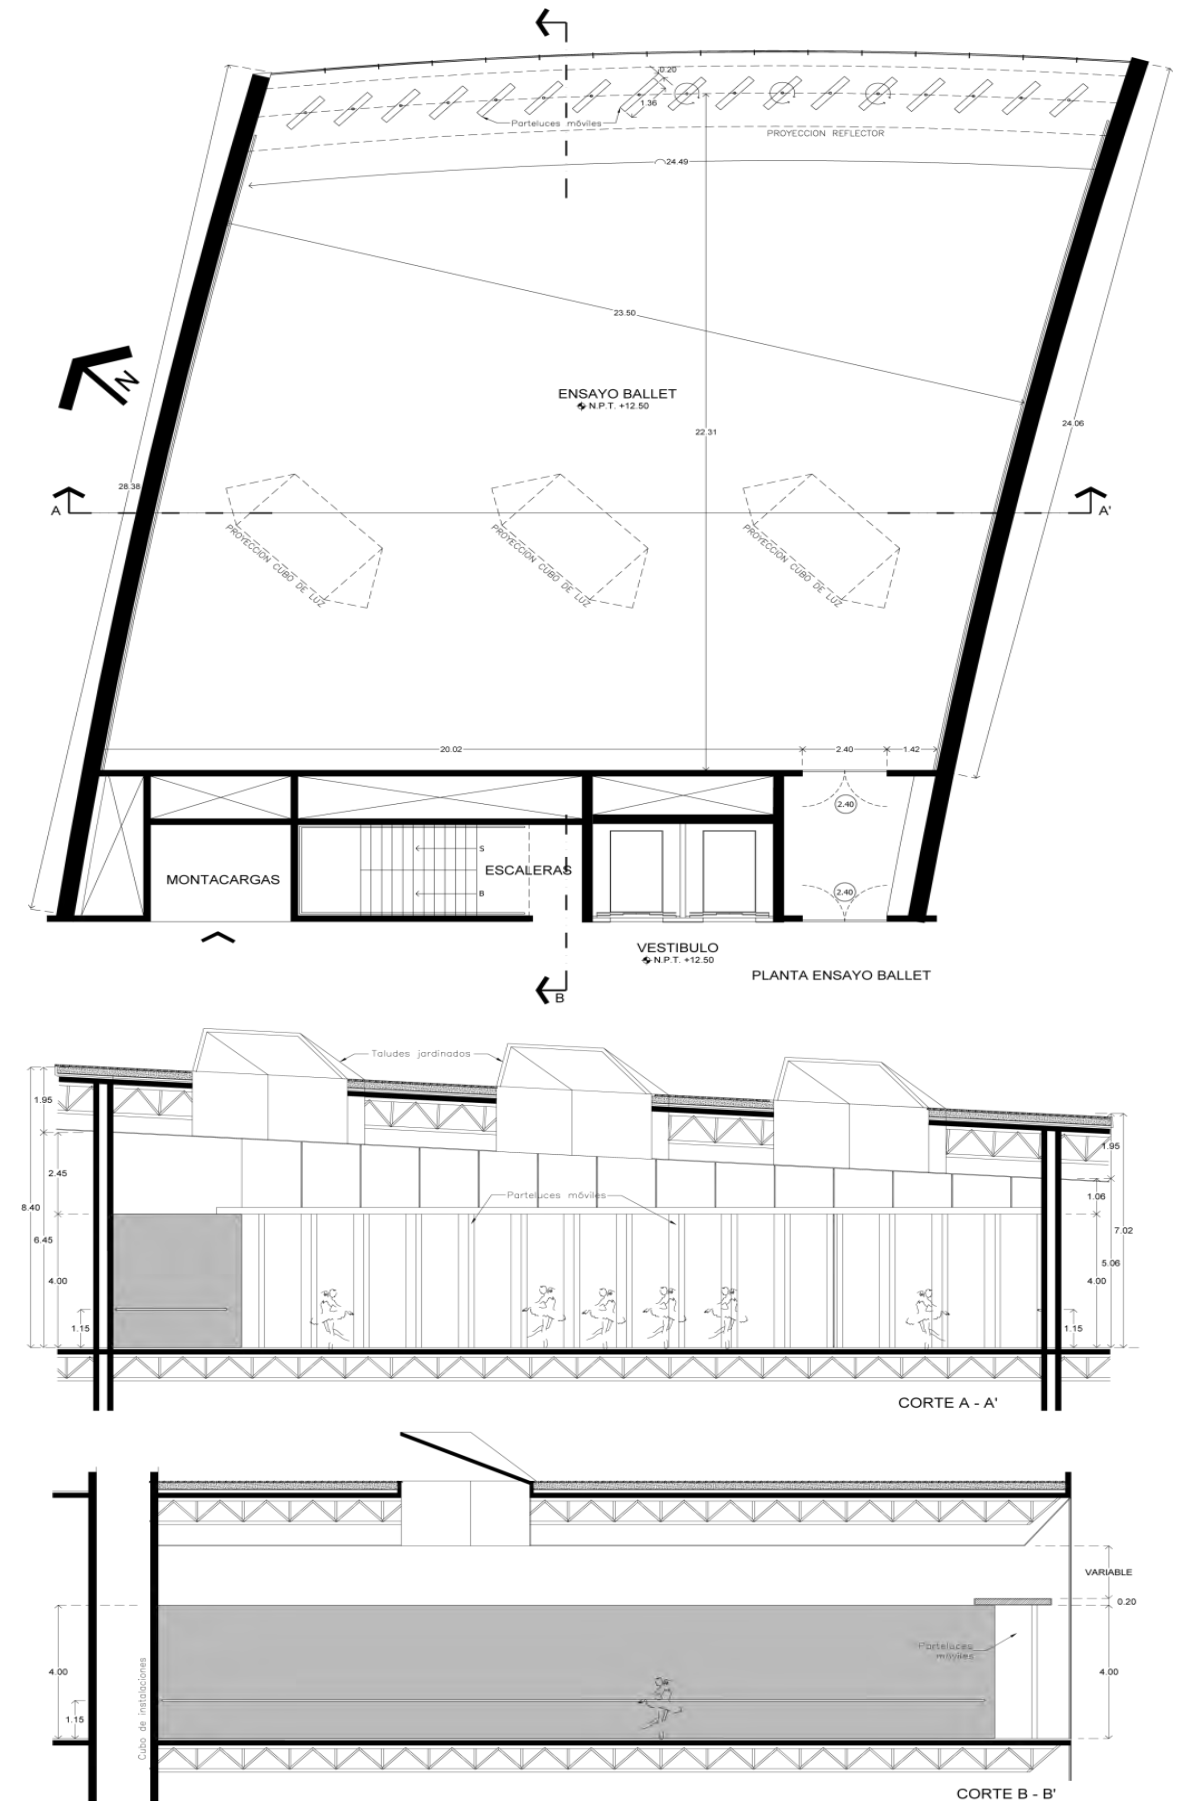 0.20
1.36
Parteluces móviles
PROYECCION REFLECTOR
24.49
23.50
N
ENSAYO BALLET
N.P.T. +12.50
22.31
24.06
28.38
A
A'
PROYECCION CUBO DE LUZ
PROYECCION CUBO DE LUZ
PROYECCION CUBO DE LUZ
20.02
2.40
1.42
2.40
S
ESCALERAS
MONTACARGAS
B
2.40
VESTIBULO
N.P.T. +12.50
PLANTA ENSAYO BALLET
B
Taludes jardinados
1.95
1.95
2.45
Parteluces móviles
1.06
8.40
7.02
6.45
5.06
4.00
4.00
1.15
1.15
CORTE A - A'
VARIABLE
0.20
Parteluces
móviles
4.00
4.00
1.15
Cubo de instalaciones
CORTE B - B'